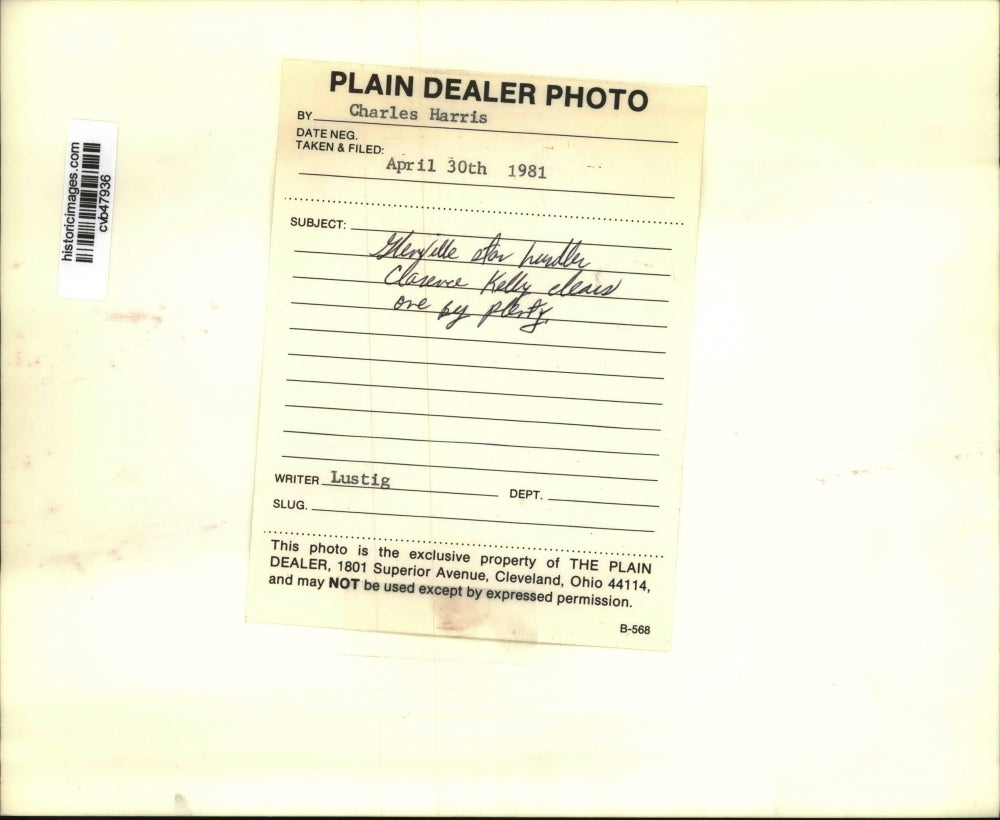 PLAIN DEALER PHOTO
BY Charles Harris
DATE NEG.
TAKEN & FILED:
April 30th 1981
SUBJECT:
Glenville star hurdler
Clarence Kelly clears
one by plenty.
WRITER Lustig
DEPT.
SLUG.
This photo is the exclusive property of THE PLAIN
DEALER, 1801 Superior Avenue, Cleveland, Ohio 44114,
and may NOT be used except by expressed permission.
B-568
historicimages.com
cvb47936